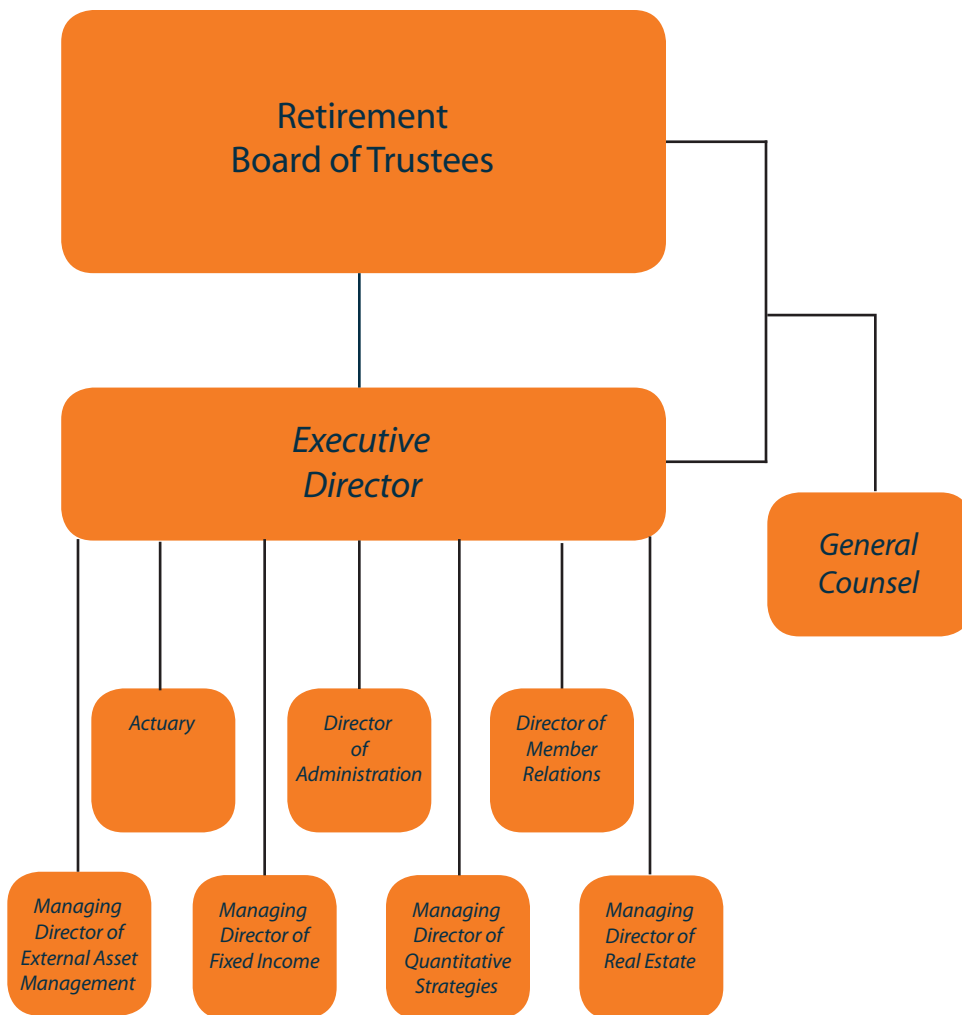 Retirement
Board of Trustees
Executive
Director
General
Counsel
Actuary
Director
of
Administration
Director of
Member
Relations
Managing
Director of
External Asset
Management
Managing
Director of
Fixed Income
Managing
Director of
Quantitative
Strategies
Managing
Director of
Real Estate